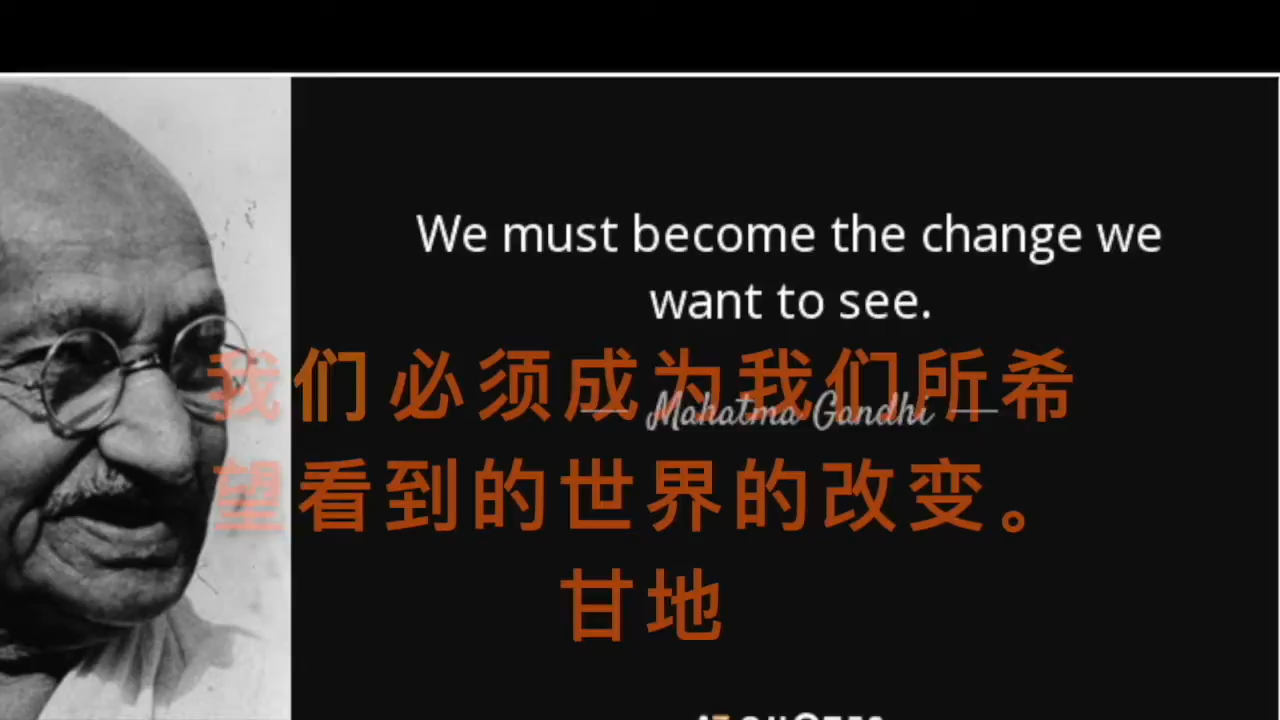 We must become the change we
want to see.
我们必须成为我们所希
— Mahatma Gandhi —
望看到的世界的改变。
甘地